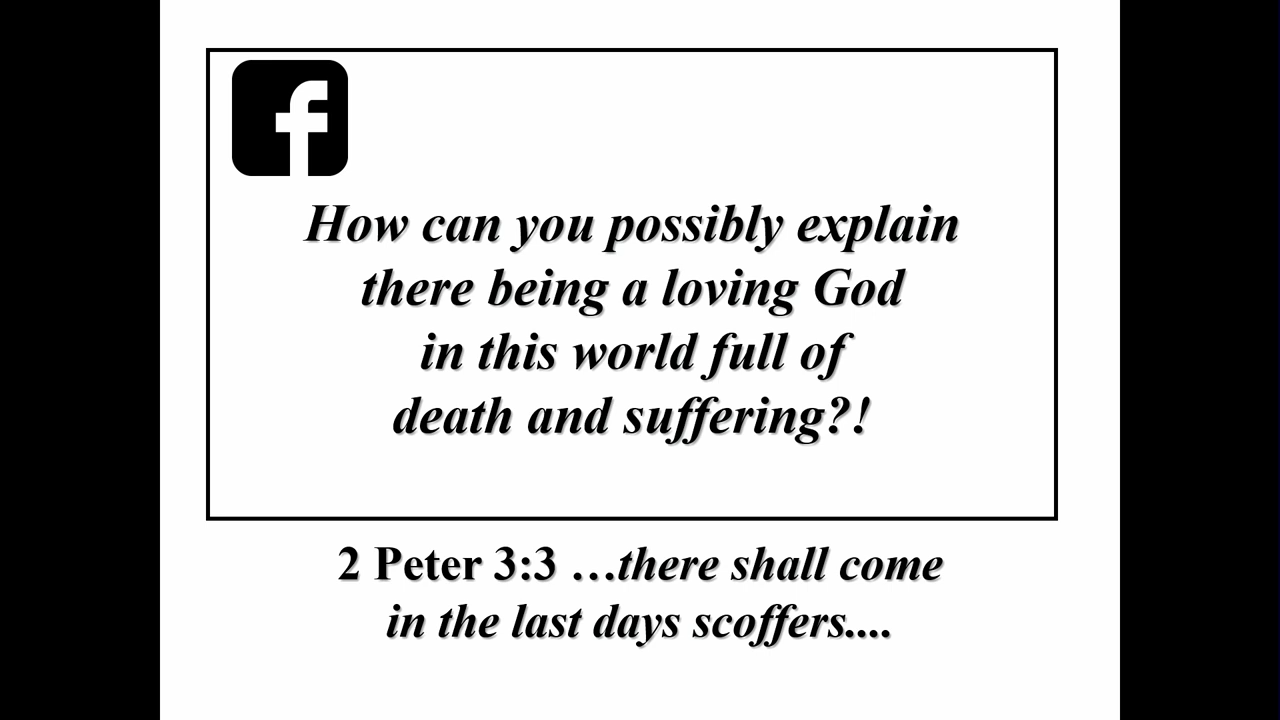 f
How can you possibly explain
there being a loving God
in this world full of
death and suffering?!
2 Peter 3:3 …there shall come
in the last days scoffers....